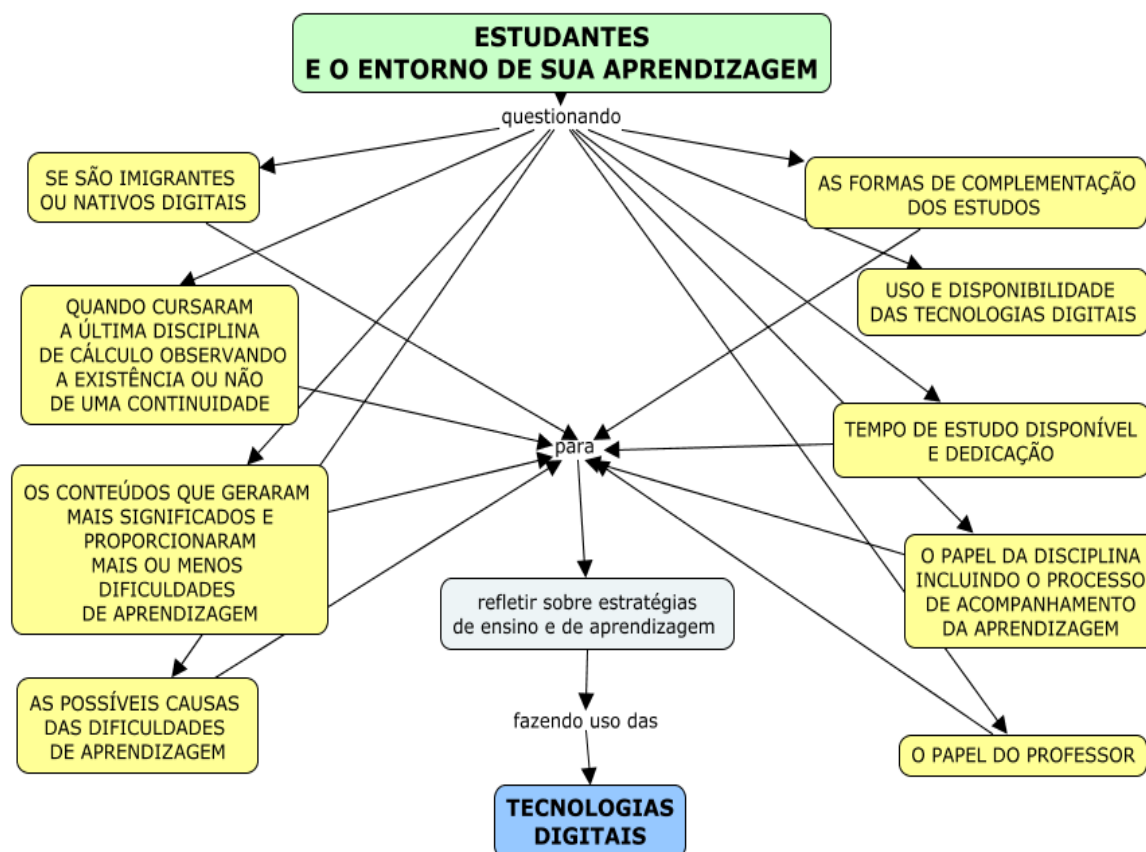 ESTUDANTES
E O ENTORNO DE SUA APRENDIZAGEM
questionando
SE SÃO IMIGRANTES
OU NATIVOS DIGITAIS
AS FORMAS DE COMPLEMENTAÇÃO
DOS ESTUDOS
QUANDO CURSARAM
A ÚLTIMA DISCIPLINA
DE CÁLCULO OBSERVANDO
A EXISTÊNCIA OU NÃO
DE UMA CONTINUIDADE
USO E DISPONIBILIDADE
DAS TECNOLOGIAS DIGITAIS
TEMPO DE ESTUDO DISPONÍVEL
E DEDICAÇÃO
para
OS CONTEÚDOS QUE GERARAM
MAIS SIGNIFICADOS E
PROPORCIONARAM
MAIS OU MENOS
DIFICULDADES
DE APRENDIZAGEM
O PAPEL DA DISCIPLINA
INCLUINDO O PROCESSO
DE ACOMPANHAMENTO
DA APRENDIZAGEM
refletir sobre estratégias
de ensino e de aprendizagem
AS POSSÍVEIS CAUSAS
DAS DIFICULDADES
DE APRENDIZAGEM
fazendo uso das
O PAPEL DO PROFESSOR
TECNOLOGIAS
DIGITAIS